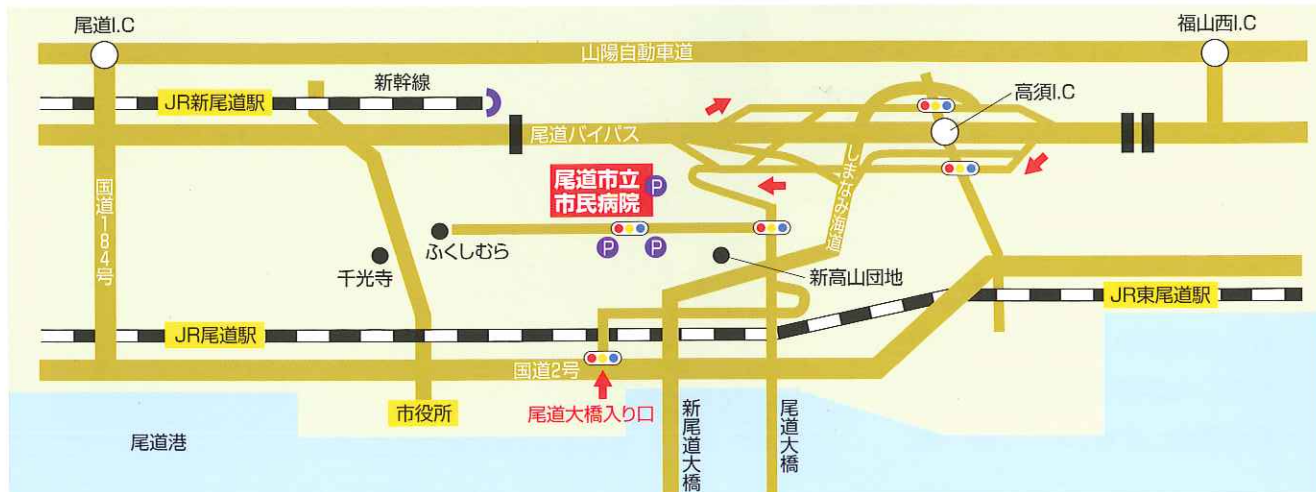 尾道I.C
福山西I.C
山陽自動車道
新幹線
JR新尾道駅
高須I.C
尾道バイパス
しまなみ海道
国道184号
尾道市立
市民病院
P
ふくしむら
P
P
千光寺
新高山団地
JR東尾道駅
JR尾道駅
国道2号
市役所
尾道大橋入り口
新尾道大橋
尾道大橋
尾道港